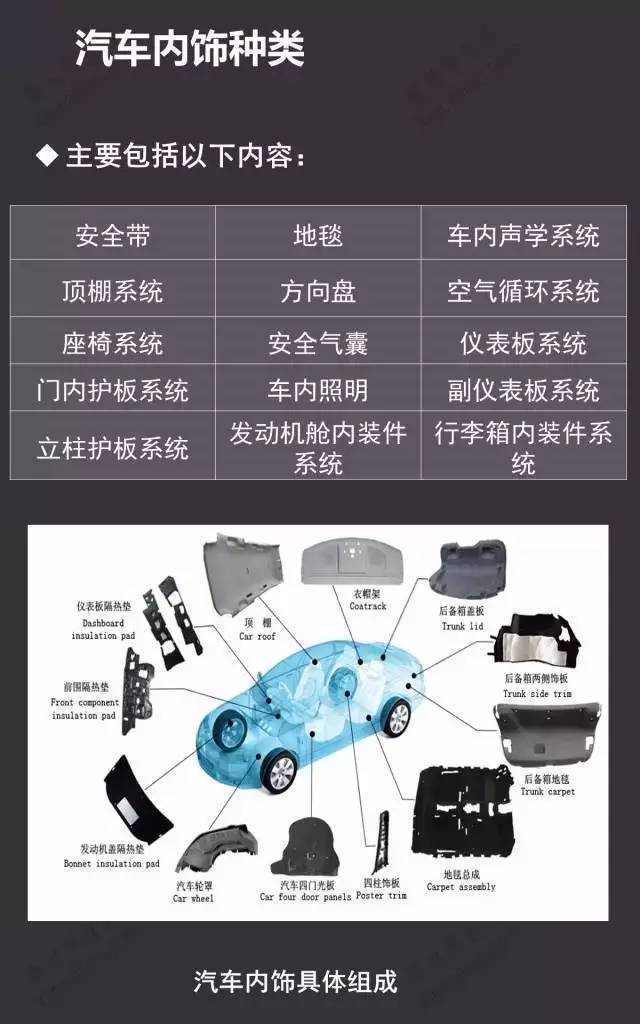 汽车内饰种类
◆ 主要包括以下内容：
安全带 地毯 车内声学系统
顶棚系统 方向盘 空气循环系统
座椅系统 安全气囊 仪表板系统
门内护板系统 车内照明 副仪表板系统
立柱护板系统 发动机舱内装件系统 行李箱内装件系统
衣帽架
Coatrack
后备箱盖板
Trunk lid
仪表板隔热垫
Dashboard
insulation pad
顶 棚
Car roof
后备箱两侧饰板
Trunk side trim
前围隔热垫
Front component
insulation pad
后备箱地毯
Trunk carpet
发动机盖隔热垫
Bonnet insulation pad
汽车轮罩
Car wheel
汽车四门光板
Car four door panels
四柱饰板
Poster trim
地毯总成
Carpet assembly
汽车内饰具体组成